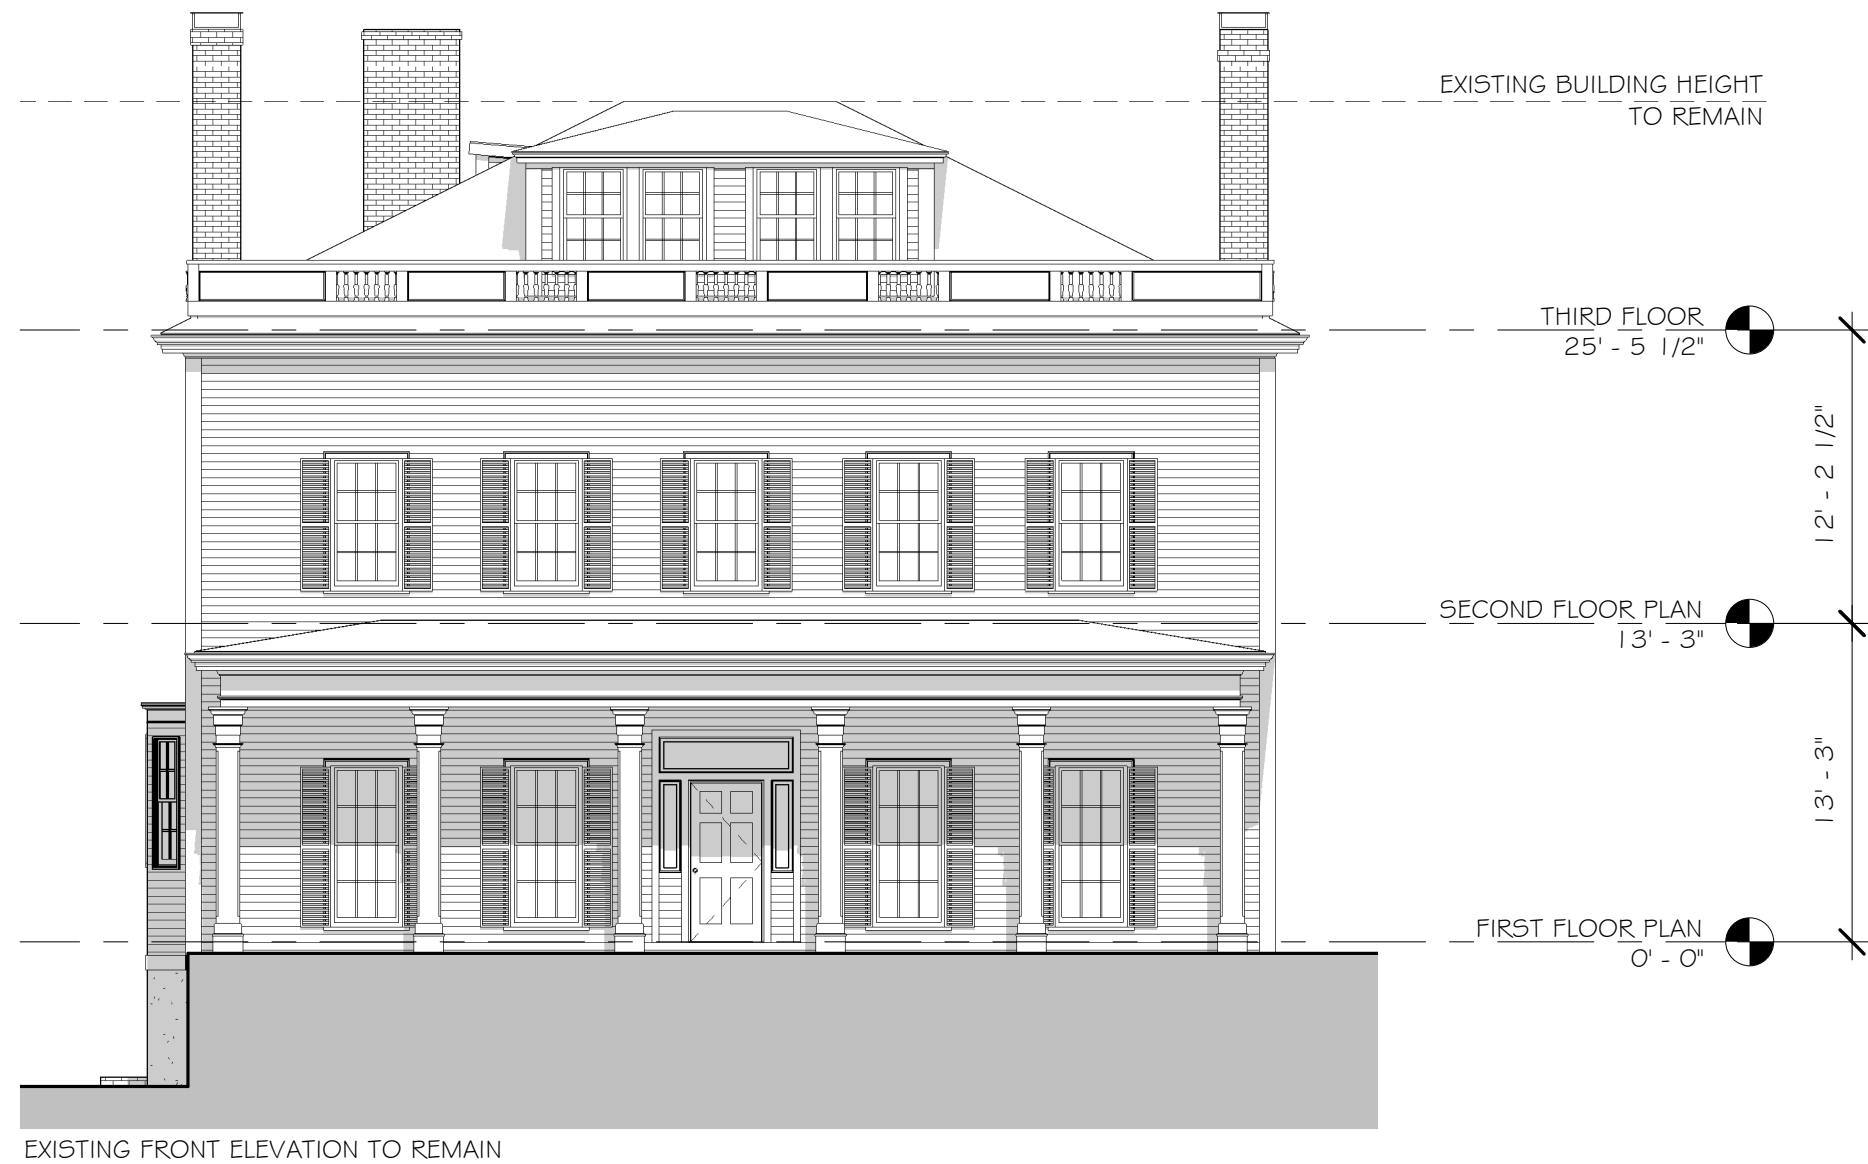 EXISTING BUILDING HEIGHT
TO REMAIN
THIRD FLOOR
25' - 5 1/2"
12' - 2 1/2"
SECOND FLOOR PLAN
13' - 3"
13' - 3"
FIRST FLOOR PLAN
0' - 0"
EXISTING FRONT ELEVATION TO REMAIN